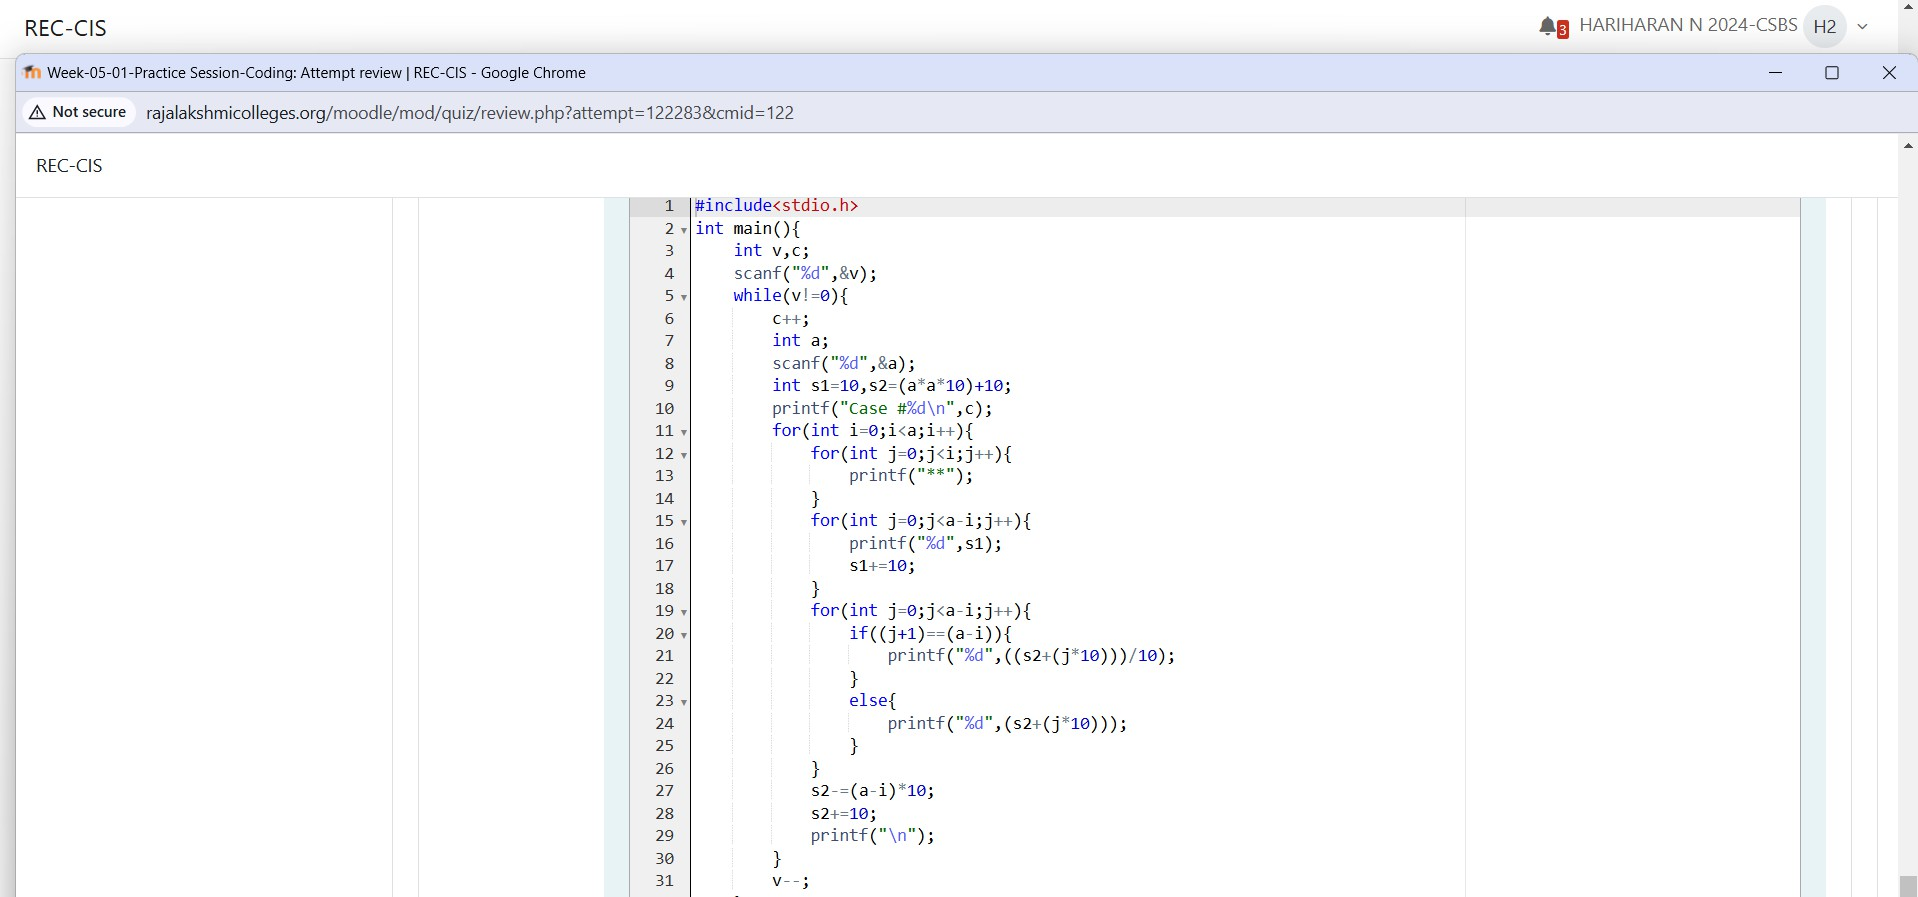 REC-CIS
3 HARIHARAN N 2024-CSBS H2
Week-05-01-Practice Session-Coding: Attempt review | REC-CIS - Google Chrome
Not secure rajalakshmicolleges.org/moodle/mod/quiz/review.php?attempt=122283&cmid=122
REC-CIS
1 #include<stdio.h>
2 int main(){
3 int v,c;
4 scanf("%d",&v);
5 while(v!=0){
6 c++;
7 int a;
8 scanf("%d",&a);
9 int s1=10,s2=(a*a*10)+10;
10 printf("Case #%d\n",c);
11 for(int i=0;i<a;i++){
12 for(int j=0;j<i;j++){
13 printf("**");
14 }
15 for(int j=0;j<a-i;j++){
16 printf("%d",s1);
17 s1+=10;
18 }
19 for(int j=0;j<a-i;j++){
20 if((j+1)==(a-i)){
21 printf("%d",((s2+(j*10)))/10);
22 }
23 else{
24 printf("%d",(s2+(j*10)));
25 }
26 }
27 s2-=(a-i)*10;
28 s2+=10;
29 printf("\n");
30 }
31 v--;